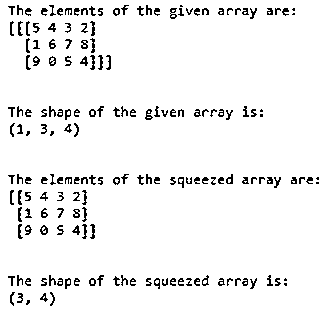 The elements of the given array are:
[[[5 4 3 2]
[1 6 7 8]
[9 0 5 4]]]
The shape of the given array is:
(1, 3, 4)
The elements of the squeezed array are:
[[5 4 3 2]
[1 6 7 8]
[9 0 5 4]]
The shape of the squeezed array is:
(3, 4)